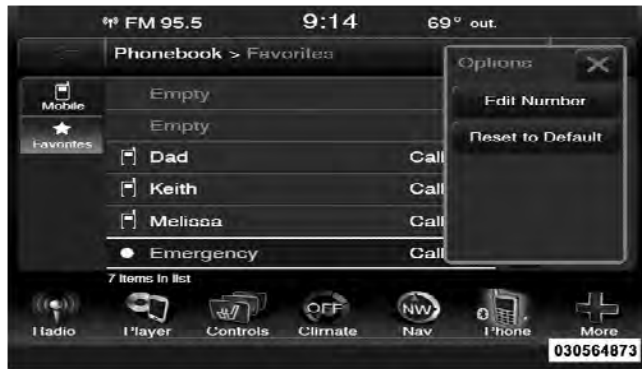 FM 95.5 9:14 69° out.
Phonebook > Favorites
Options
Mobile
Favorites
Empty
Empty
Dad Call
Keith Call
Melissa Call
Emergency Call
Edit Number
Reset to Default
7 Items In list
Radio Player Controls OFF Climate NW Nav Phone More
030564873